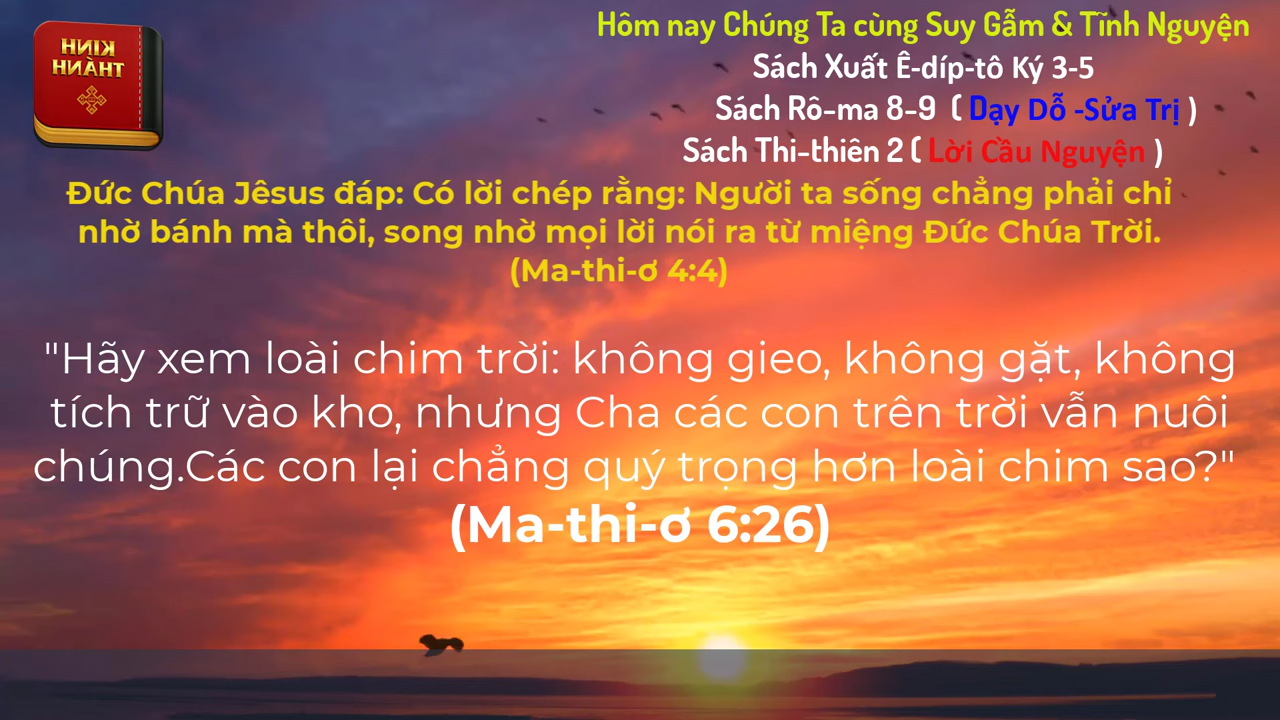 KINH
THÀNH
Hôm nay Chúng Ta cùng Suy Gẫm & Tĩnh Nguyện
Sách Xuất Ê-díp-tô Ký 3-5
Sách Rô-ma 8-9 ( Dạy Dỗ -Sửa Trị )
Sách Thi-thiên 2 ( Lời Cầu Nguyện )
Đức Chúa Jêsus đáp: Có lời chép rằng: Người ta sống chẳng phải chỉ
nhờ bánh mà thôi, song nhờ mọi lời nói ra từ miệng Đức Chúa Trời.
(Ma-thi-ơ 4:4)
"Hãy xem loài chim trời: không gieo, không gặt, không
tích trữ vào kho, nhưng Cha các con trên trời vẫn nuôi
chúng.Các con lại chẳng quý trọng hơn loài chim sao?"
(Ma-thi-ơ 6:26)